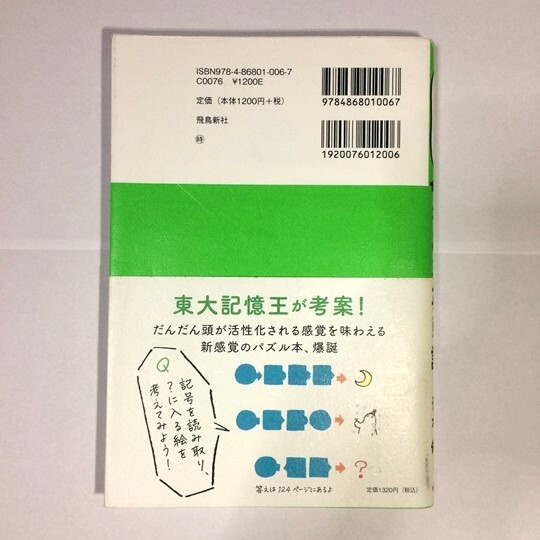 ISBN978-4-86801-006-7
C0076 ¥1200E
定価（本体1200円+税）
飛鳥新社
9784868010067
1920076012006
東大記憶王が考案！
だんだん頭が活性化される感覚を味わえる
新感覚のパズル本、爆誕
Q
記号を読み取り、
?に入る絵を
考えてみよう！
?
答えは124ページにあるよ
定価1320円（税込）